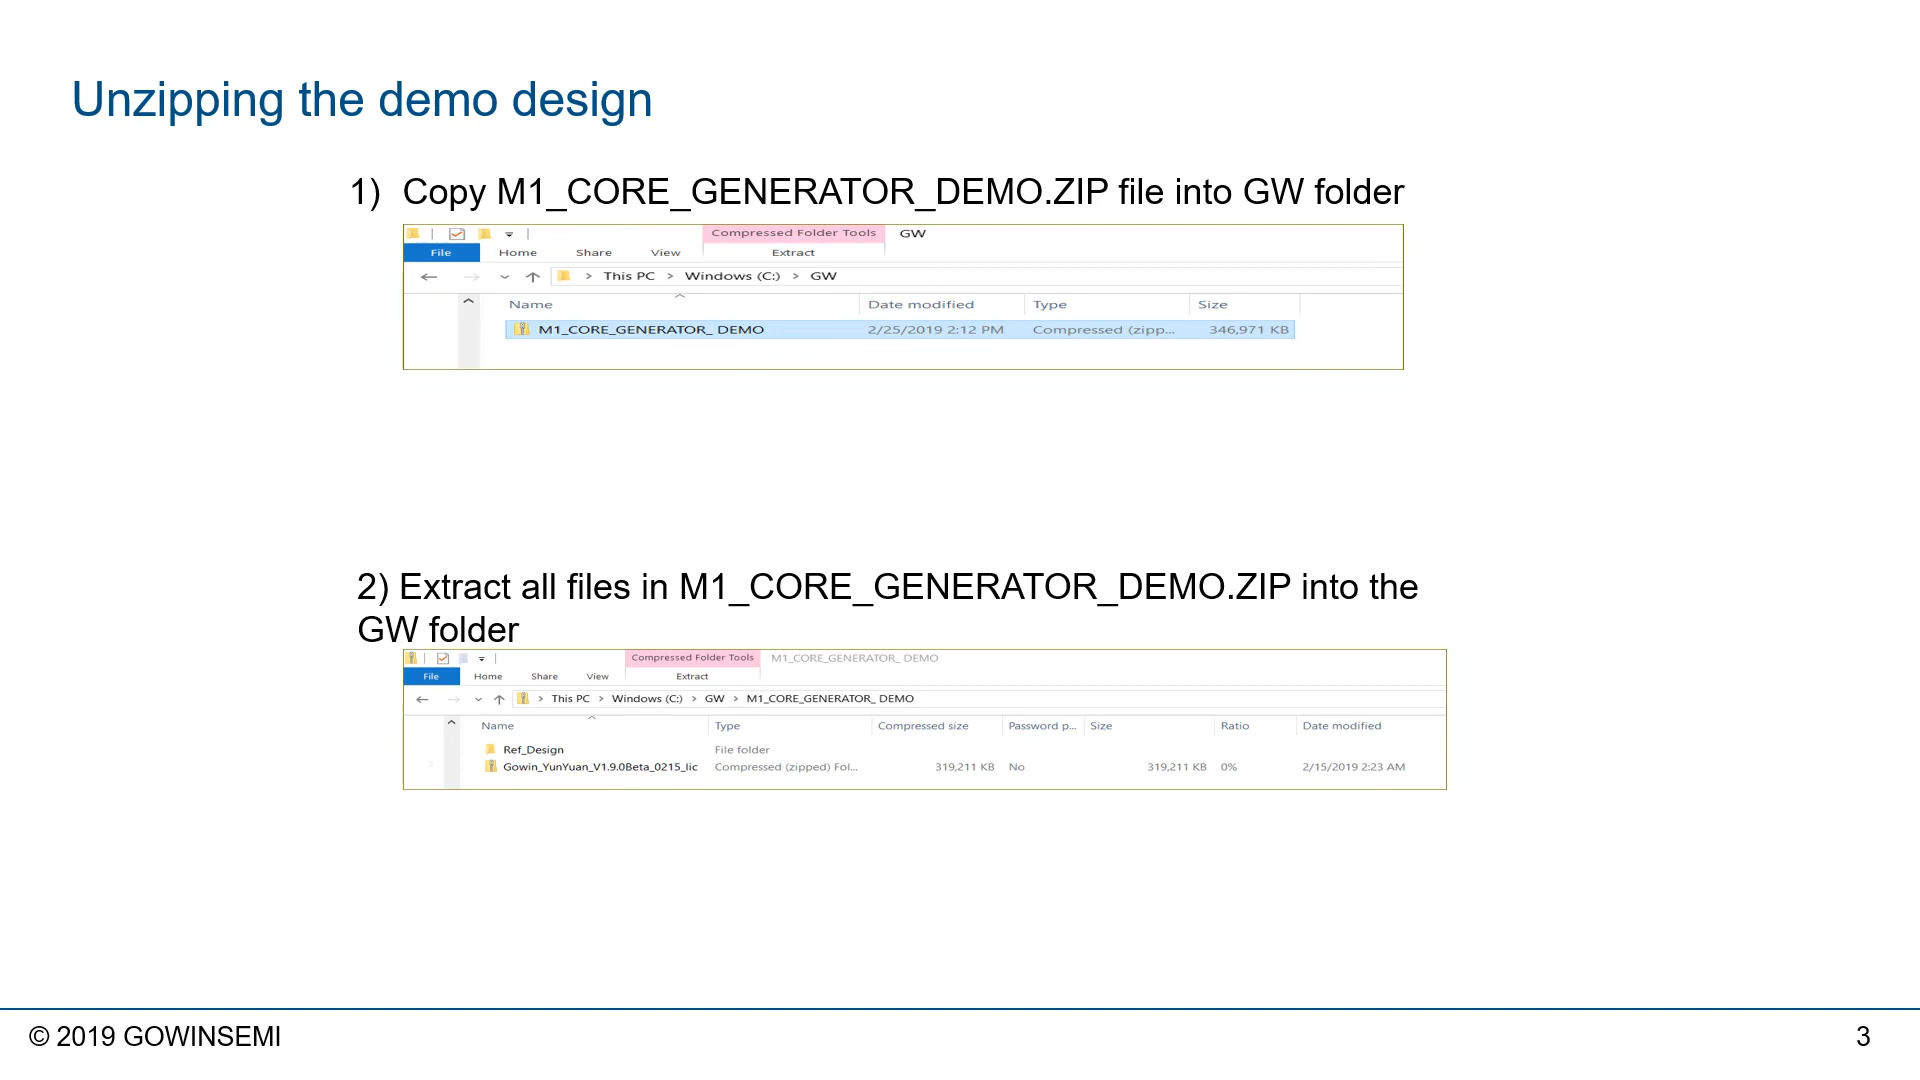 Unzipping the demo design
1) Copy M1_CORE_GENERATOR_DEMO.ZIP file into GW folder
Compressed Folder Tools GW
File Home Share View Extract
> This PC > Windows (C:) > GW
Name Date modified Type Size
M1_CORE_GENERATOR_ DEMO 2/25/2019 2:12 PM Compressed (zipp... 346,971 KB
2) Extract all files in M1_CORE_GENERATOR_DEMO.ZIP into the
GW folder
Compressed Folder Tools M1_CORE_GENERATOR_ DEMO
File Home Share View Extract
> This PC > Windows (C:) > GW > M1_CORE_GENERATOR_ DEMO
Name Type Compressed size Password p... Size Ratio Date modified
Ref_Design File folder
Gowin_YunYuan_V1.9.0Beta_0215_lic Compressed (zipped) Fol... 319,211 KB No 319,211 KB 0% 2/15/2019 2:23 AM
© 2019 GOWINSEMI 3